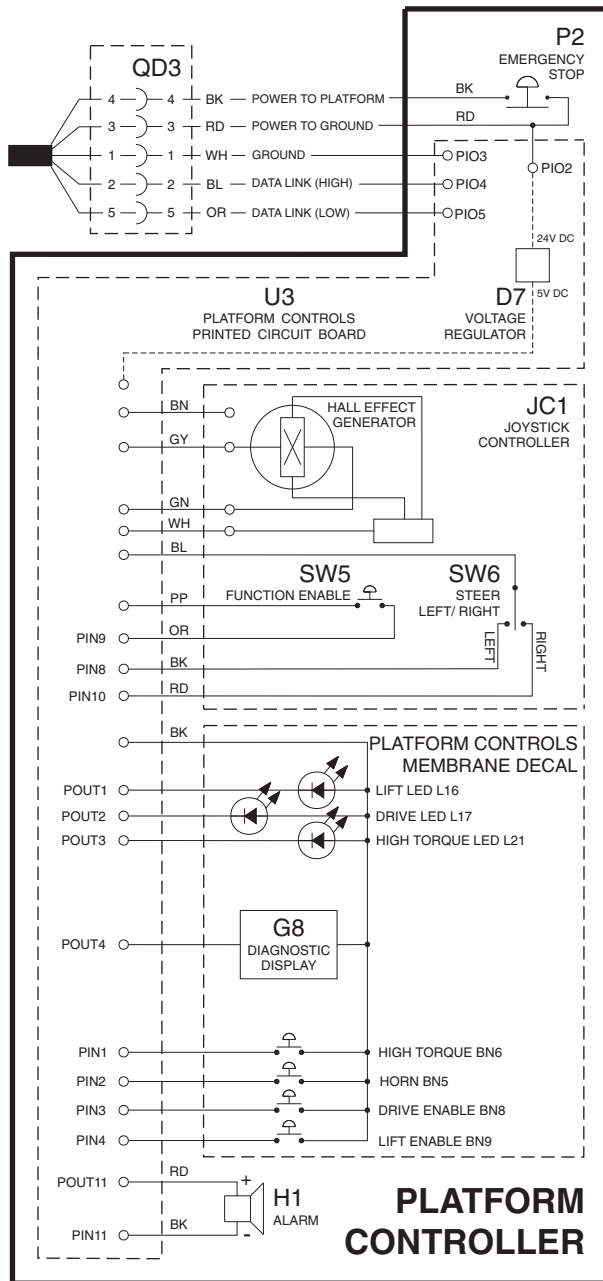 P2
EMERGENCY
STOP
QD3
4 4 BK POWER TO PLATFORM BK
3 3 RD POWER TO GROUND RD
1 1 WH GROUND PIO3 PIO2
2 2 BL DATA LINK (HIGH) PIO4
5 5 OR DATA LINK (LOW) PIO5
24V DC
5V DC
U3
PLATFORM CONTROLS
PRINTED CIRCUIT BOARD
D7
VOLTAGE
REGULATOR
BN
GY
GN
WH
BL
HALL EFFECT
GENERATOR
JC1
JOYSTICK
CONTROLLER
SW5
FUNCTION ENABLE
SW6
STEER
LEFT/ RIGHT
LEFT
RIGHT
PP
PIN9 OR
PIN8 BK
PIN10 RD
BK
PLATFORM CONTROLS
MEMBRANE DECAL
POUT1 LIFT LED L16
POUT2 DRIVE LED L17
POUT3 HIGH TORQUE LED L21
POUT4
G8
DIAGNOSTIC
DISPLAY
PIN1 HIGH TORQUE BN6
PIN2 HORN BN5
PIN3 DRIVE ENABLE BN8
PIN4 LIFT ENABLE BN9
POUT11 RD +
H1
ALARM
PIN11 BK -
PLATFORM
CONTROLLER